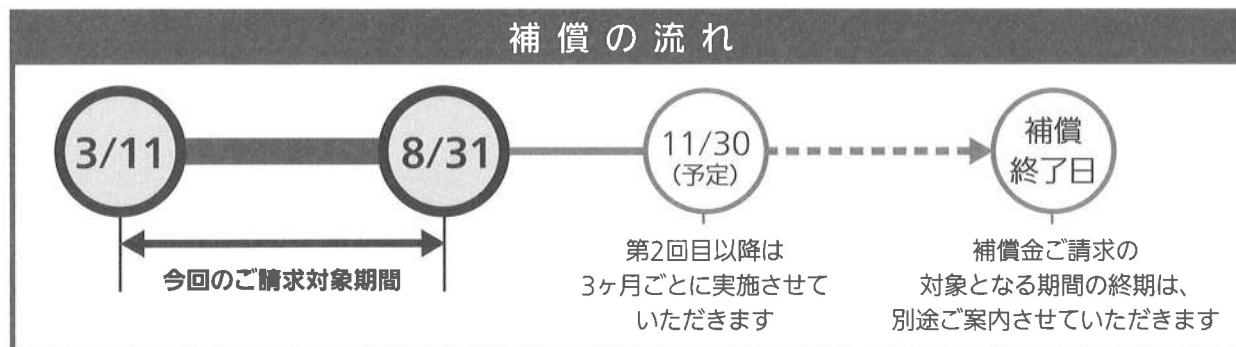 補償の流れ
3/11
8/31
11/30
(予定)
補償
終了日
今回のご請求対象期間
第2回目以降は
3ヶ月ごとに実施させて
いただきます
補償金ご請求の
対象となる期間の終期は、
別途ご案内させていただきます